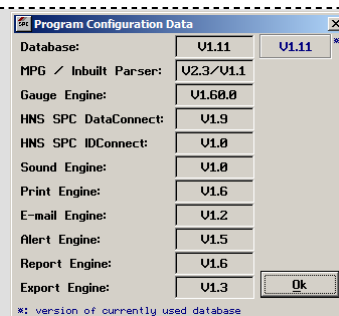 SPC Program Configuration Data
Database: V1.11 V1.11 *
MPG / Inbuilt Parser: V2.3/V1.1
Gauge Engine: V1.60.0
HNS SPC DataConnect: V1.9
HNS SPC IDConnect: V1.0
Sound Engine: V1.0
Print Engine: V1.6
E-mail Engine: V1.2
Alert Engine: V1.5
Report Engine: V1.6
Export Engine: V1.3
Ok
*: version of currently used database